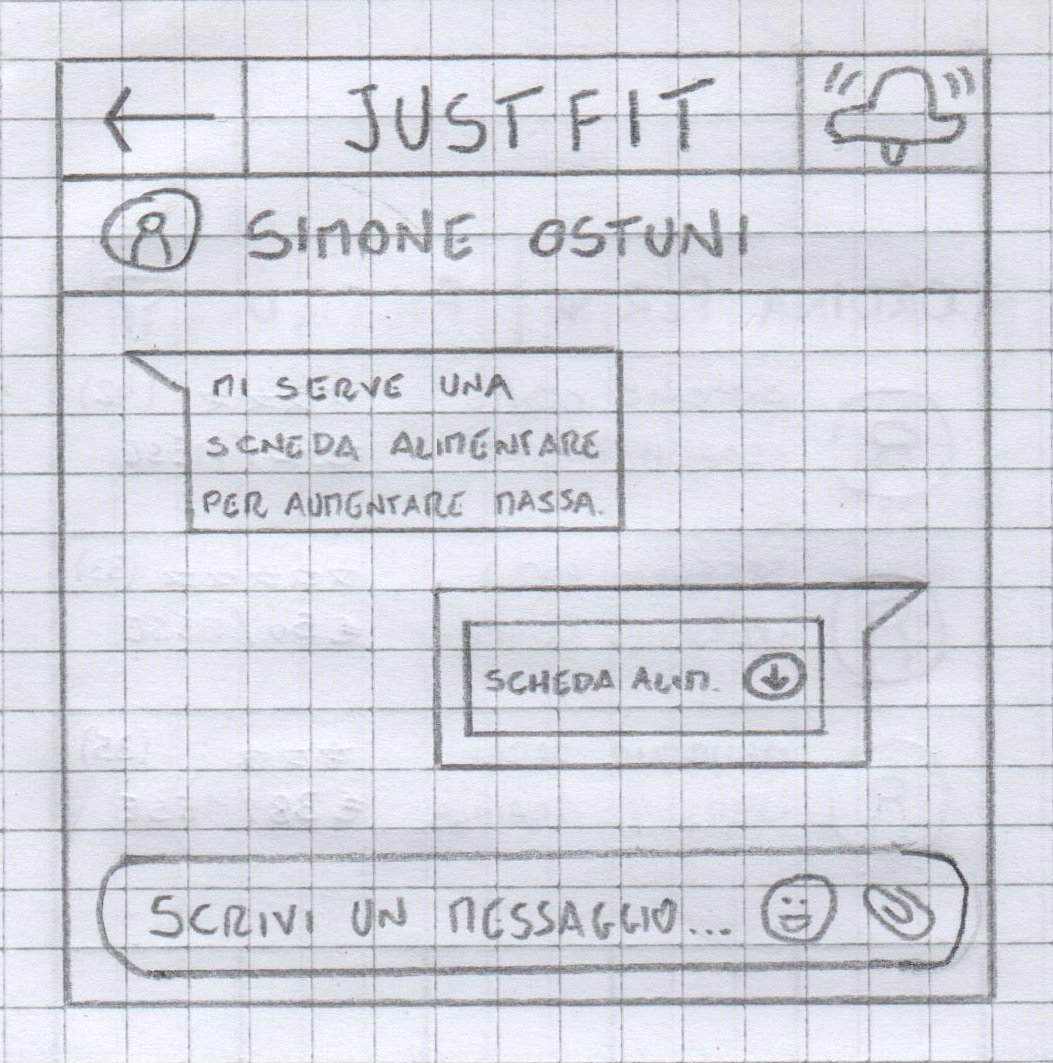 JUST FIT
SIMONE OSTUNI
MI SERVE UNA
SCHEDA ALIMENTARE
PER AUMENTARE MASSA.
SCHEDA ALIM.
SCRIVI UN MESSAGGIO...